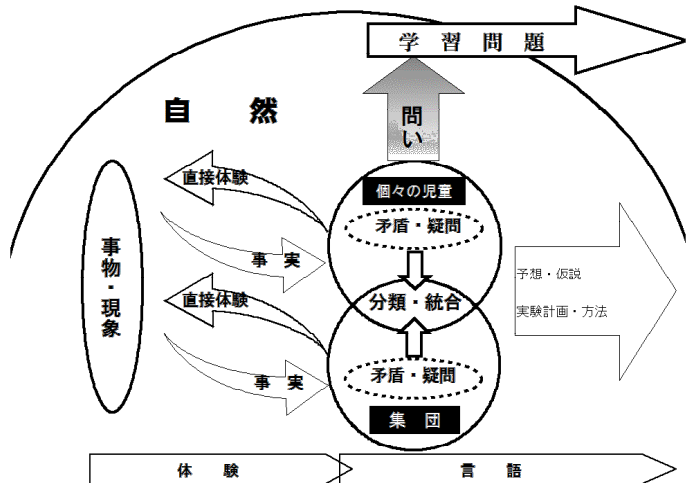 学習問題
自然
問い
個々の児童
直接体験
矛盾・疑問
事実
事物・現象
予想・仮説
分類・統合
直接体験
実験計画・方法
矛盾・疑問
事実
集団
体験
言語